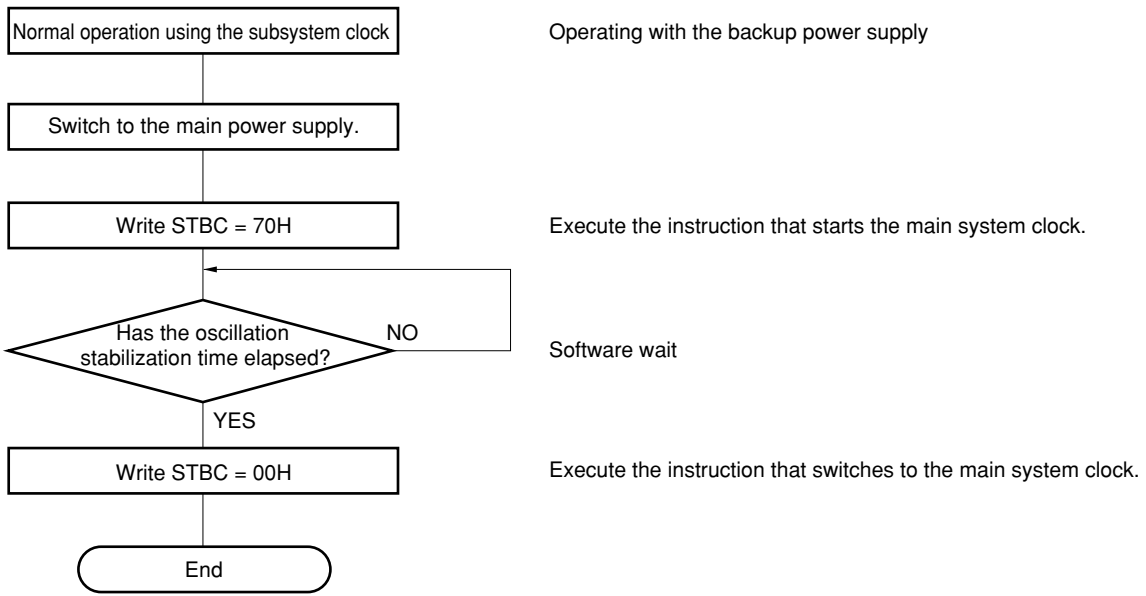 Normal operation using the subsystem clock
Operating with the backup power supply
Switch to the main power supply.
Write STBC = 70H
Execute the instruction that starts the main system clock.
Has the oscillation
stabilization time elapsed?
NO
Software wait
YES
Write STBC = 00H
Execute the instruction that switches to the main system clock.
End